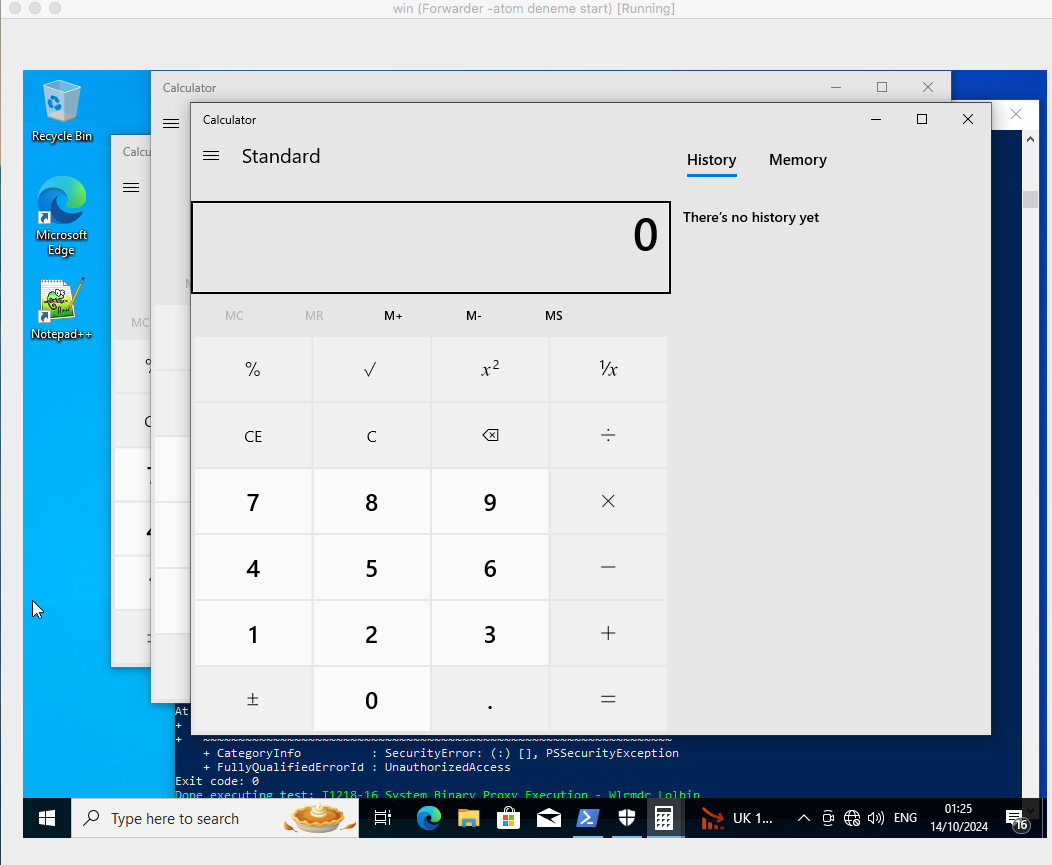 win (Forwarder -atom deneme start) [Running]
Recycle Bin
Microsoft
Edge
Notepad++
Calculator
Calcu
MC
Calculator
Standard
History
Memory
0
There's no history yet
MC MR M+ M- MS
% √ x² ¹/x
CE C ÷
7 8 9 ×
4 5 6 −
1 2 3 +
± 0 . =
At
+
+ ~~~~~~~~~~~~~~~~~~~~~~~~~~~~~~~~~~~~~~~~~~~~~~~~~~~~~~~~~~~~~~~~~~~
+ CategoryInfo : SecurityError: (:) [], PSSecurityException
+ FullyQualifiedErrorId : UnauthorizedAccess
Exit code: 0
Done executing test: T1218-16 System Binary Proxy Execution - Wlrmdr Lolbin
Type here to search
UK 1...
ENG
01:25
14/10/2024
16